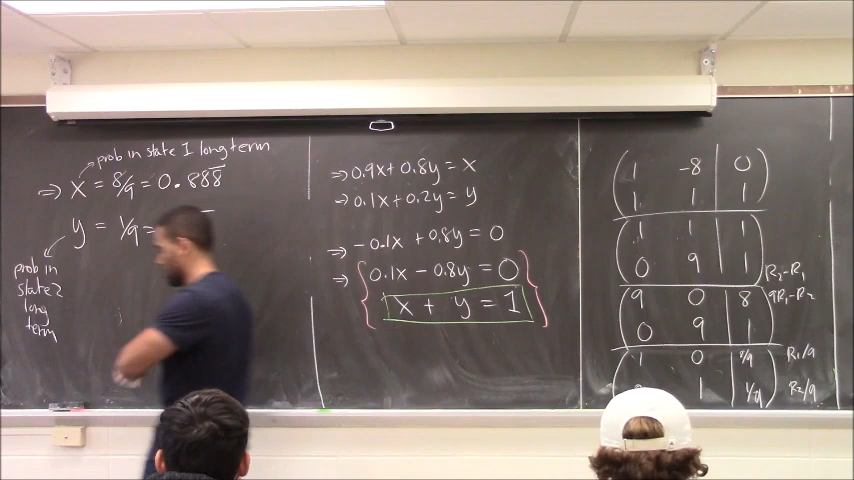 prob in state 1 long term
⇒ x = 8/9 = 0.888̅
y = 1/9 =
prob in
state 2
long
term
⇒ 0.9x + 0.8y = x
→ 0.1x + 0.2y = y
⇒ -0.1x + 0.8y = 0
⇒ { 0.1x - 0.8y = 0
x + y = 1 }
( 1 -8 | 0 )
( 1 1 | 1 )
( 1 1 | 1 )
( 0 9 | 1 ) R₂-R₁
( 9 0 | 8 ) 9R₁-R₂
( 0 9 | 1 )
( 1 0 | 8/9 ) R₁/9
1 | 1/9 ) R₂/9